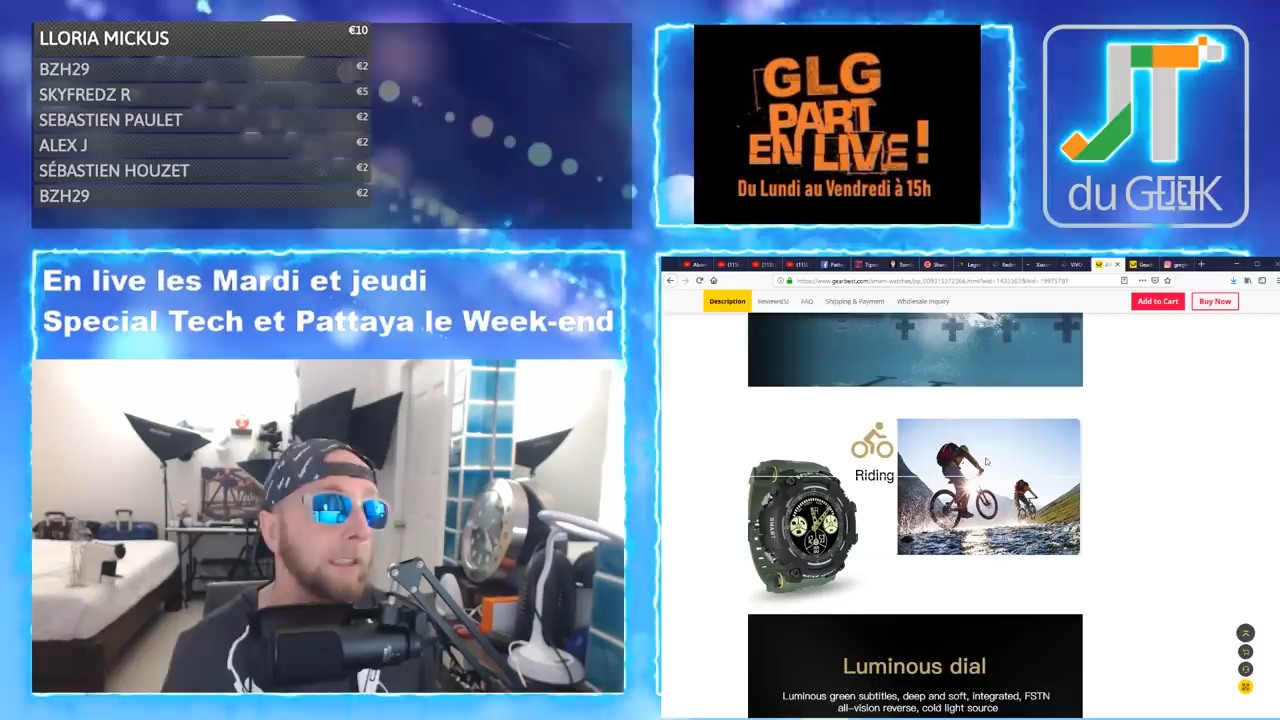 LLORIA MICKUS €10
BZH29 €2
SKYFREDZ R €5
SEBASTIEN PAULET €2
ALEX J €2
SÉBASTIEN HOUZET €2
BZH29 €2
GLG
PART
EN LIVE!
Du Lundi au Vendredi à 15h
JT
du GEEK
En live les Mardi et jeudi
Special Tech et Pattaya le Week-end
Description Reviews(5) FAQ Shipping & Payment Wholesale Inquiry Add to Cart Buy Now
Riding
Luminous dial
Luminous green subtitles, deep and soft, integrated, FSTN
all-vision reverse, cold light source